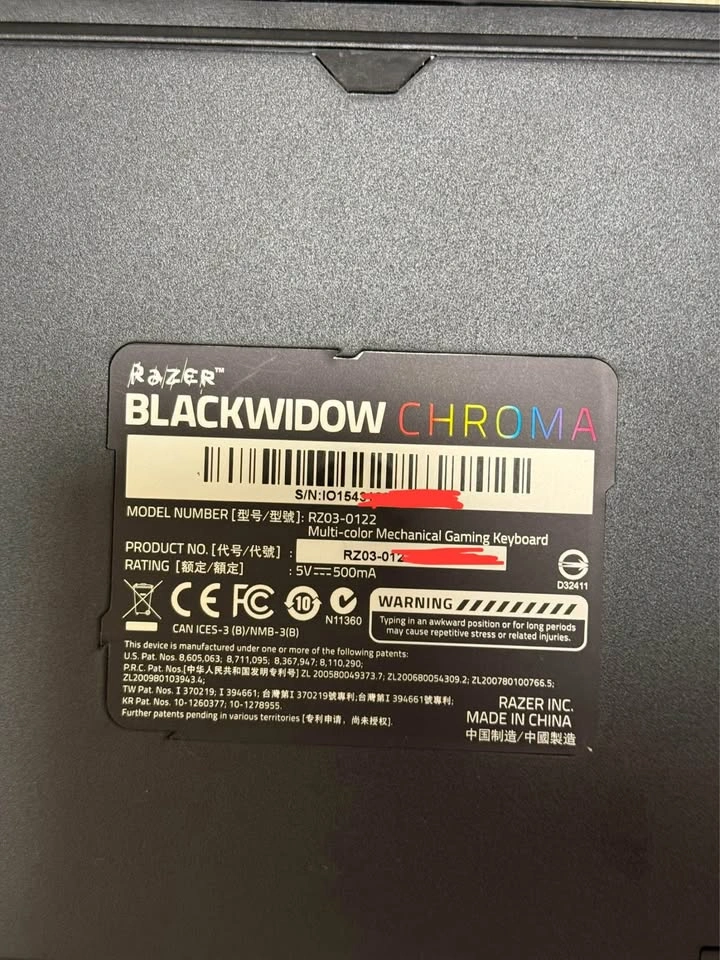 RAZER™
BLACKWIDOW CHROMA
S/N:IO1543
MODEL NUMBER [型号/型號]: RZ03-0122
Multi-color Mechanical Gaming Keyboard
PRODUCT NO. [代号/代號] : RZ03-012
RATING [额定/額定] : 5V⎓500mA
D32411
CE FC 10 N11360
CAN ICES-3 (B)/NMB-3(B)
WARNING
Typing in an awkward position or for long periods
may cause repetitive stress or related injuries.
This device is manufactured under one or more of the following patents:
U.S. Pat. Nos. 8,605,063; 8,711,095; 8,367,947; 8,110,290;
P.R.C. Pat. Nos.[中华人民共和国发明专利号] ZL 200580049373.7; ZL200680054309.2; ZL200780100766.5;
ZL200980103943.4;
TW Pat. Nos. I 370219; I 394661; 台灣第I 370219號專利;台灣第I 394661號專利;
KR Pat. Nos. 10-1260377; 10-1278955.
Further patents pending in various territories [专利申请，尚未授权].
RAZER INC.
MADE IN CHINA
中国制造/中國製造